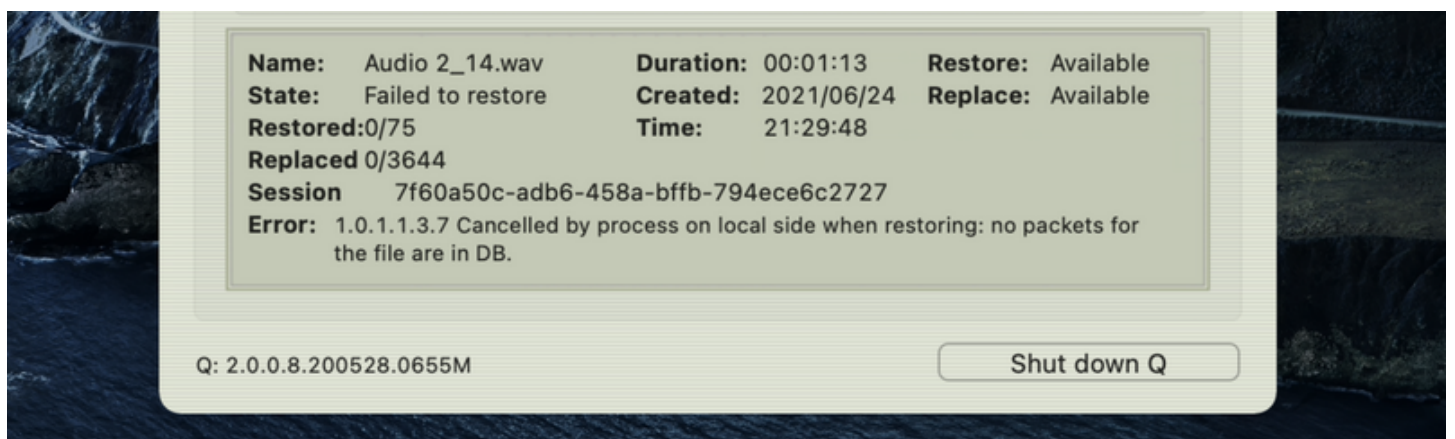 Name: Audio 2_14.wav Duration: 00:01:13 Restore: Available
State: Failed to restore Created: 2021/06/24 Replace: Available
Restored:0/75 Time: 21:29:48
Replaced 0/3644
Session 7f60a50c-adb6-458a-bffb-794ece6c2727
Error: 1.0.1.1.3.7 Cancelled by process on local side when restoring: no packets for
the file are in DB.
Q: 2.0.0.8.200528.0655M Shut down Q